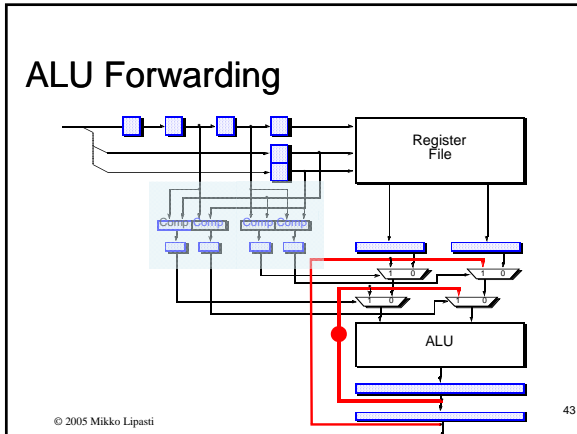 ALU Forwarding
Register
File
Comp Comp Comp Comp
1 0 1 0
1 0 1 0
ALU
© 2005 Mikko Lipasti
43